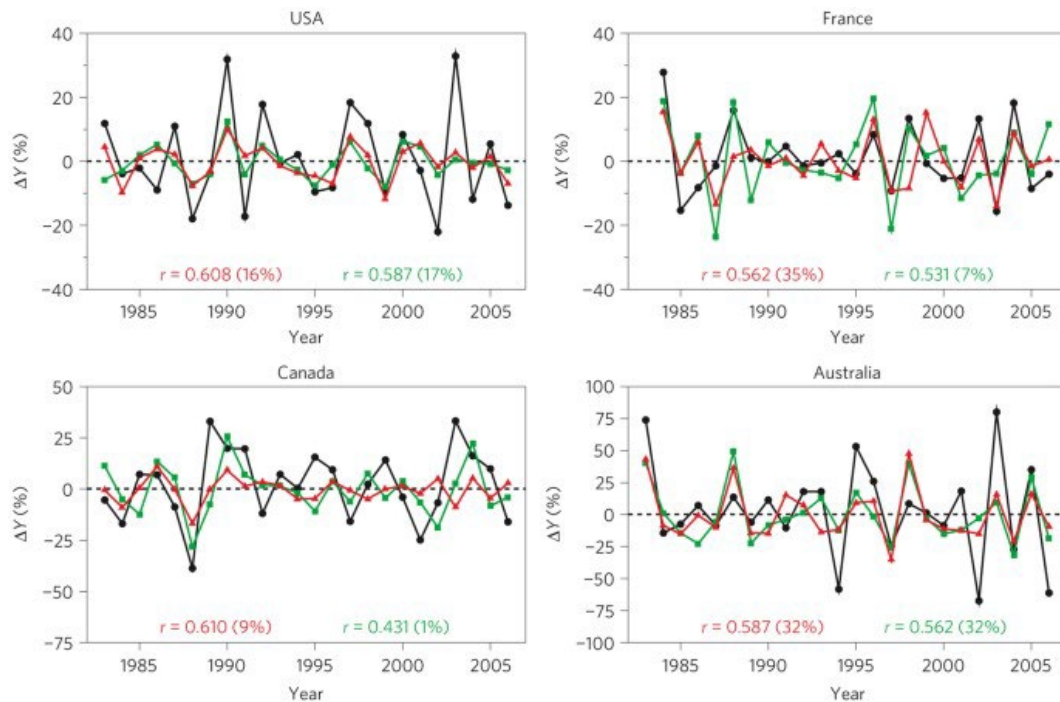 USA
ΔY (%)
40
20
0
−20
−40
r = 0.608 (16%)
r = 0.587 (17%)
1985 1990 1995 2000 2005
Year
France
ΔY (%)
40
20
0
−20
−40
r = 0.562 (35%)
r = 0.531 (7%)
1985 1990 1995 2000 2005
Year
Canada
ΔY (%)
50
25
0
−25
−50
−75
r = 0.610 (9%)
r = 0.431 (1%)
1985 1990 1995 2000 2005
Year
Australia
ΔY (%)
100
75
50
25
0
−25
−50
−75
−100
r = 0.587 (32%)
r = 0.562 (32%)
1985 1990 1995 2000 2005
Year